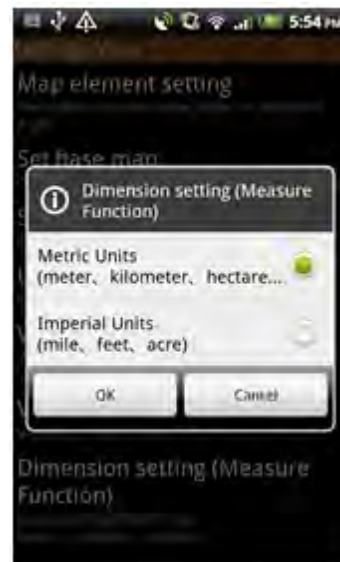 5:54 PM
Map element setting
Set base map
Dimension setting (Measure
Function)
Metric Units
(meter、kilometer、hectare...
Imperial Units
(mile、feet、acre)
OK
Cancel
Dimension setting (Measure
Function)